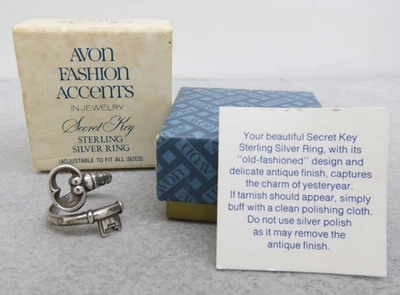 AVON
FASHION
ACCENTS
IN JEWELRY
Secret Key
STERLING
SILVER RING
(ADJUSTABLE TO FIT ALL SIZES)
AVON
Your beautiful Secret Key
Sterling Silver Ring, with its
"old-fashioned" design and
delicate antique finish, captures
the charm of yesteryear.
If tarnish should appear, simply
buff with a clean polishing cloth.
Do not use silver polish
as it may remove the
antique finish.